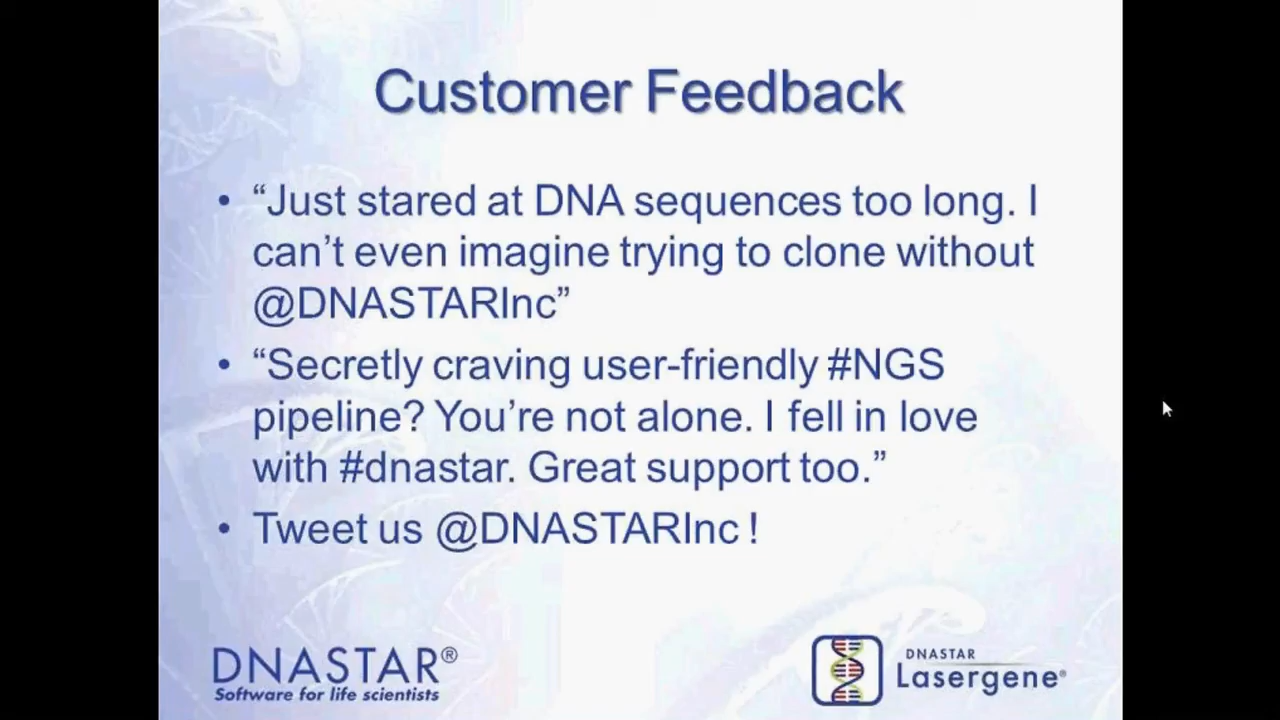 Customer Feedback
• “Just stared at DNA sequences too long. I
can’t even imagine trying to clone without
@DNASTARInc”
• “Secretly craving user-friendly #NGS
pipeline? You’re not alone. I fell in love
with #dnastar. Great support too.”
• Tweet us @DNASTARInc !
DNASTAR®
Software for life scientists
DNASTAR
Lasergene®